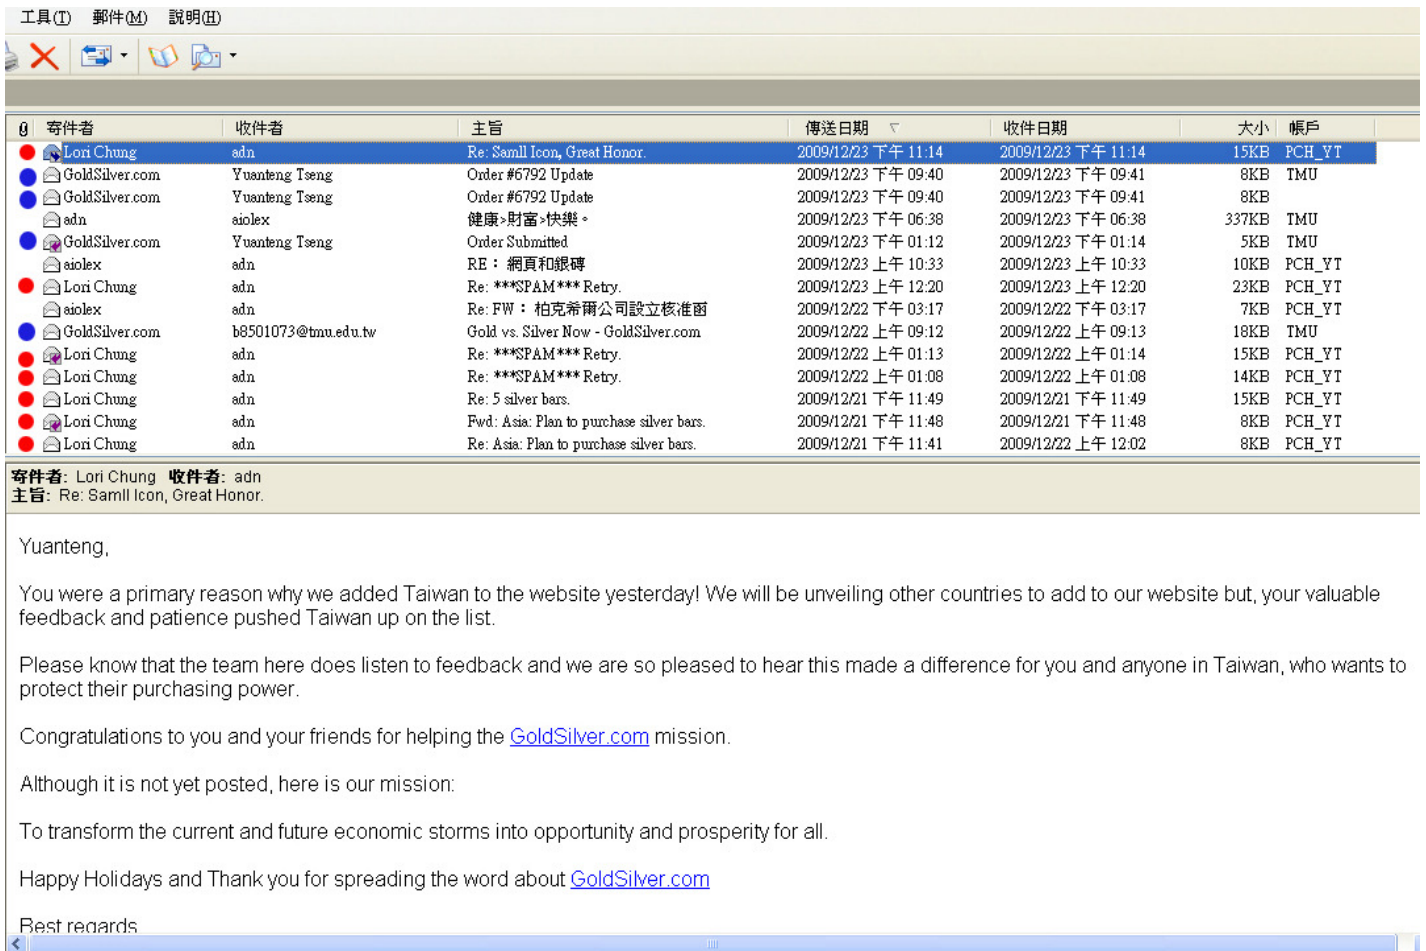 工具(T) 郵件(M) 說明(H)
寄件者 收件者 主旨 傳送日期 收件日期 大小 帳戶
Lori Chung adn Re: Samll Icon, Great Honor. 2009/12/23 下午 11:14 2009/12/23 下午 11:14 15KB PCH_YT
GoldSilver.com Yuanteng Tseng Order #6792 Update 2009/12/23 下午 09:40 2009/12/23 下午 09:41 8KB TMU
GoldSilver.com Yuanteng Tseng Order #6792 Update 2009/12/23 下午 09:40 2009/12/23 下午 09:41 8KB
adn aiolex 健康>財富>快樂。 2009/12/23 下午 06:38 2009/12/23 下午 06:38 337KB TMU
GoldSilver.com Yuanteng Tseng Order Submitted 2009/12/23 下午 01:12 2009/12/23 下午 01:14 5KB TMU
aiolex adn RE: 網頁和銀磚 2009/12/23 上午 10:33 2009/12/23 上午 10:33 10KB PCH_YT
Lori Chung adn Re: ***SPAM*** Retry. 2009/12/23 上午 12:20 2009/12/23 上午 12:20 23KB PCH_YT
aiolex adn Re: FW: 柏克希爾公司設立核准函 2009/12/22 下午 03:17 2009/12/22 下午 03:17 7KB PCH_YT
GoldSilver.com b8501073@tmu.edu.tw Gold vs. Silver Now - GoldSilver.com 2009/12/22 上午 09:12 2009/12/22 上午 09:13 18KB TMU
Lori Chung adn Re: ***SPAM*** Retry. 2009/12/22 上午 01:13 2009/12/22 上午 01:14 15KB PCH_YT
Lori Chung adn Re: ***SPAM*** Retry. 2009/12/22 上午 01:08 2009/12/22 上午 01:08 14KB PCH_YT
Lori Chung adn Re: 5 silver bars. 2009/12/21 下午 11:49 2009/12/21 下午 11:49 15KB PCH_YT
Lori Chung adn Fwd: Asia: Plan to purchase silver bars. 2009/12/21 下午 11:48 2009/12/21 下午 11:48 8KB PCH_YT
Lori Chung adn Re: Asia: Plan to purchase silver bars. 2009/12/21 下午 11:41 2009/12/22 上午 12:02 8KB PCH_YT
寄件者: Lori Chung 收件者: adn
主旨: Re: Samll Icon, Great Honor.
Yuanteng,
You were a primary reason why we added Taiwan to the website yesterday! We will be unveiling other countries to add to our website but, your valuable
feedback and patience pushed Taiwan up on the list.
Please know that the team here does listen to feedback and we are so pleased to hear this made a difference for you and anyone in Taiwan, who wants to
protect their purchasing power.
Congratulations to you and your friends for helping the GoldSilver.com mission.
Although it is not yet posted, here is our mission:
To transform the current and future economic storms into opportunity and prosperity for all.
Happy Holidays and Thank you for spreading the word about GoldSilver.com
Best regards